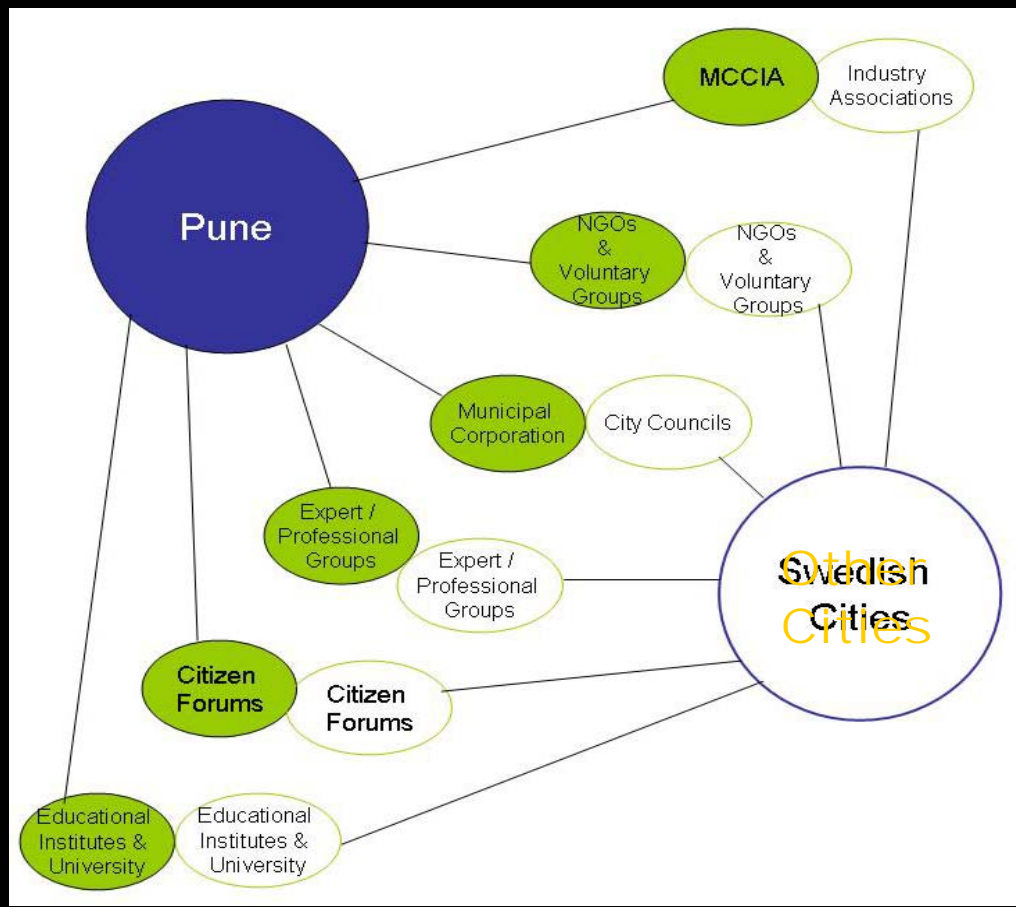 MCCIA
Industry
Associations
Pune
NGOs
&
Voluntary
Groups
NGOs
&
Voluntary
Groups
Municipal
Corporation
City Councils
Expert /
Professional
Groups
Expert /
Professional
Groups
Swedish
Cities
Other
Cities
Citizen
Forums
Citizen
Forums
Educational
Institutes &
University
Educational
Institutes &
University